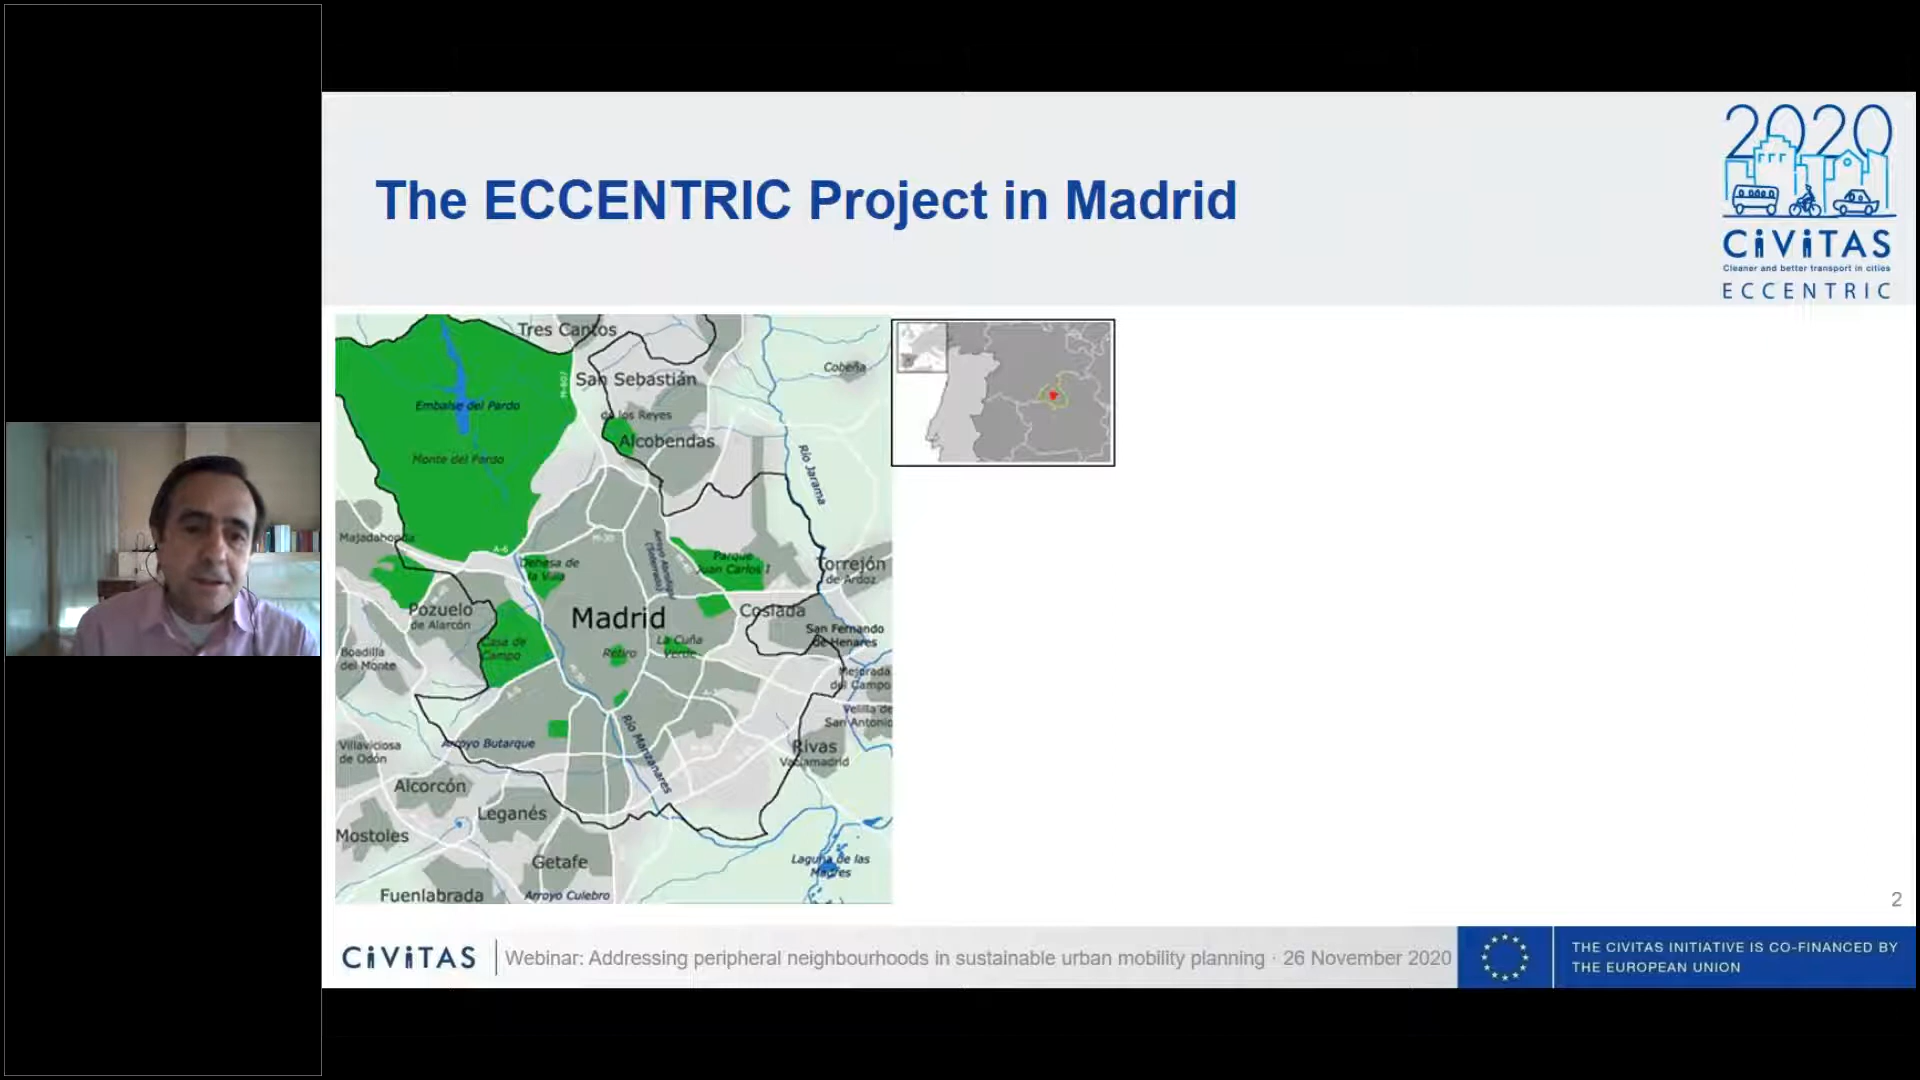 The ECCENTRIC Project in Madrid
2020
CiViTAS
Cleaner and better transport in cities
ECCENTRIC
Tres Cantos
San Sebastián
de los Reyes
Cobeña
Alcobendas
Embalse del Pardo
Monte del Pardo
M-607
Río Jarama
Majadahonda
A-6
M-30
Dehesa de
la Villa
Parque
Juan Carlos I
Torrejón
de Ardoz
Pozuelo
de Alarcón
Madrid
Coslada
San Fernando
de Henares
Casa de
Campo
Retiro
La Cuña
Verde
Boadilla
del Monte
Mejorada
del Campo
A-5
Velilla de
San Antonio
Río Manzanares
Arroyo Butarque
Villaviciosa
de Odón
Rivas
Vaciamadrid
Alcorcón
Leganés
Mostoles
Getafe
Laguna de las
Madres
Fuenlabrada
Arroyo Culebro
2
CiViTAS
Webinar: Addressing peripheral neighbourhoods in sustainable urban mobility planning · 26 November 2020
THE CIVITAS INITIATIVE IS CO-FINANCED BY
THE EUROPEAN UNION